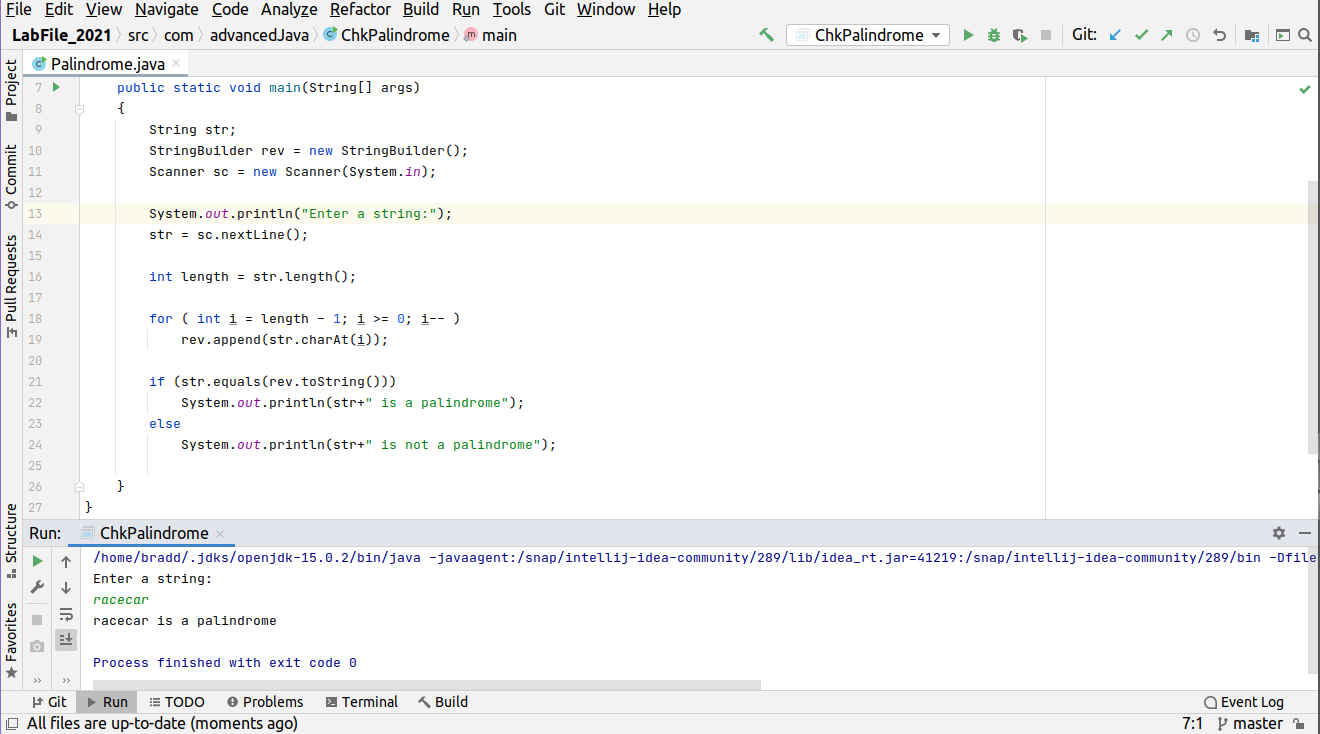 File Edit View Navigate Code Analyze Refactor Build Run Tools Git Window Help
LabFile_2021 src com advancedJava ChkPalindrome main ChkPalindrome Git:
Palindrome.java
Project
Commit
Pull Requests
Structure
Favorites
7 public static void main(String[] args)
8 {
9 String str;
10 StringBuilder rev = new StringBuilder();
11 Scanner sc = new Scanner(System.in);
12
13 System.out.println("Enter a string:");
14 str = sc.nextLine();
15
16 int length = str.length();
17
18 for ( int i = length - 1; i >= 0; i-- )
19 rev.append(str.charAt(i));
20
21 if (str.equals(rev.toString()))
22 System.out.println(str+" is a palindrome");
23 else
24 System.out.println(str+" is not a palindrome");
25
26 }
27 }
Run: ChkPalindrome
/home/bradd/.jdks/openjdk-15.0.2/bin/java -javaagent:/snap/intellij-idea-community/289/lib/idea_rt.jar=41219:/snap/intellij-idea-community/289/bin -Dfile
Enter a string:
racecar
racecar is a palindrome
Process finished with exit code 0
Git Run TODO Problems Terminal Build Event Log
All files are up-to-date (moments ago) 7:1 master